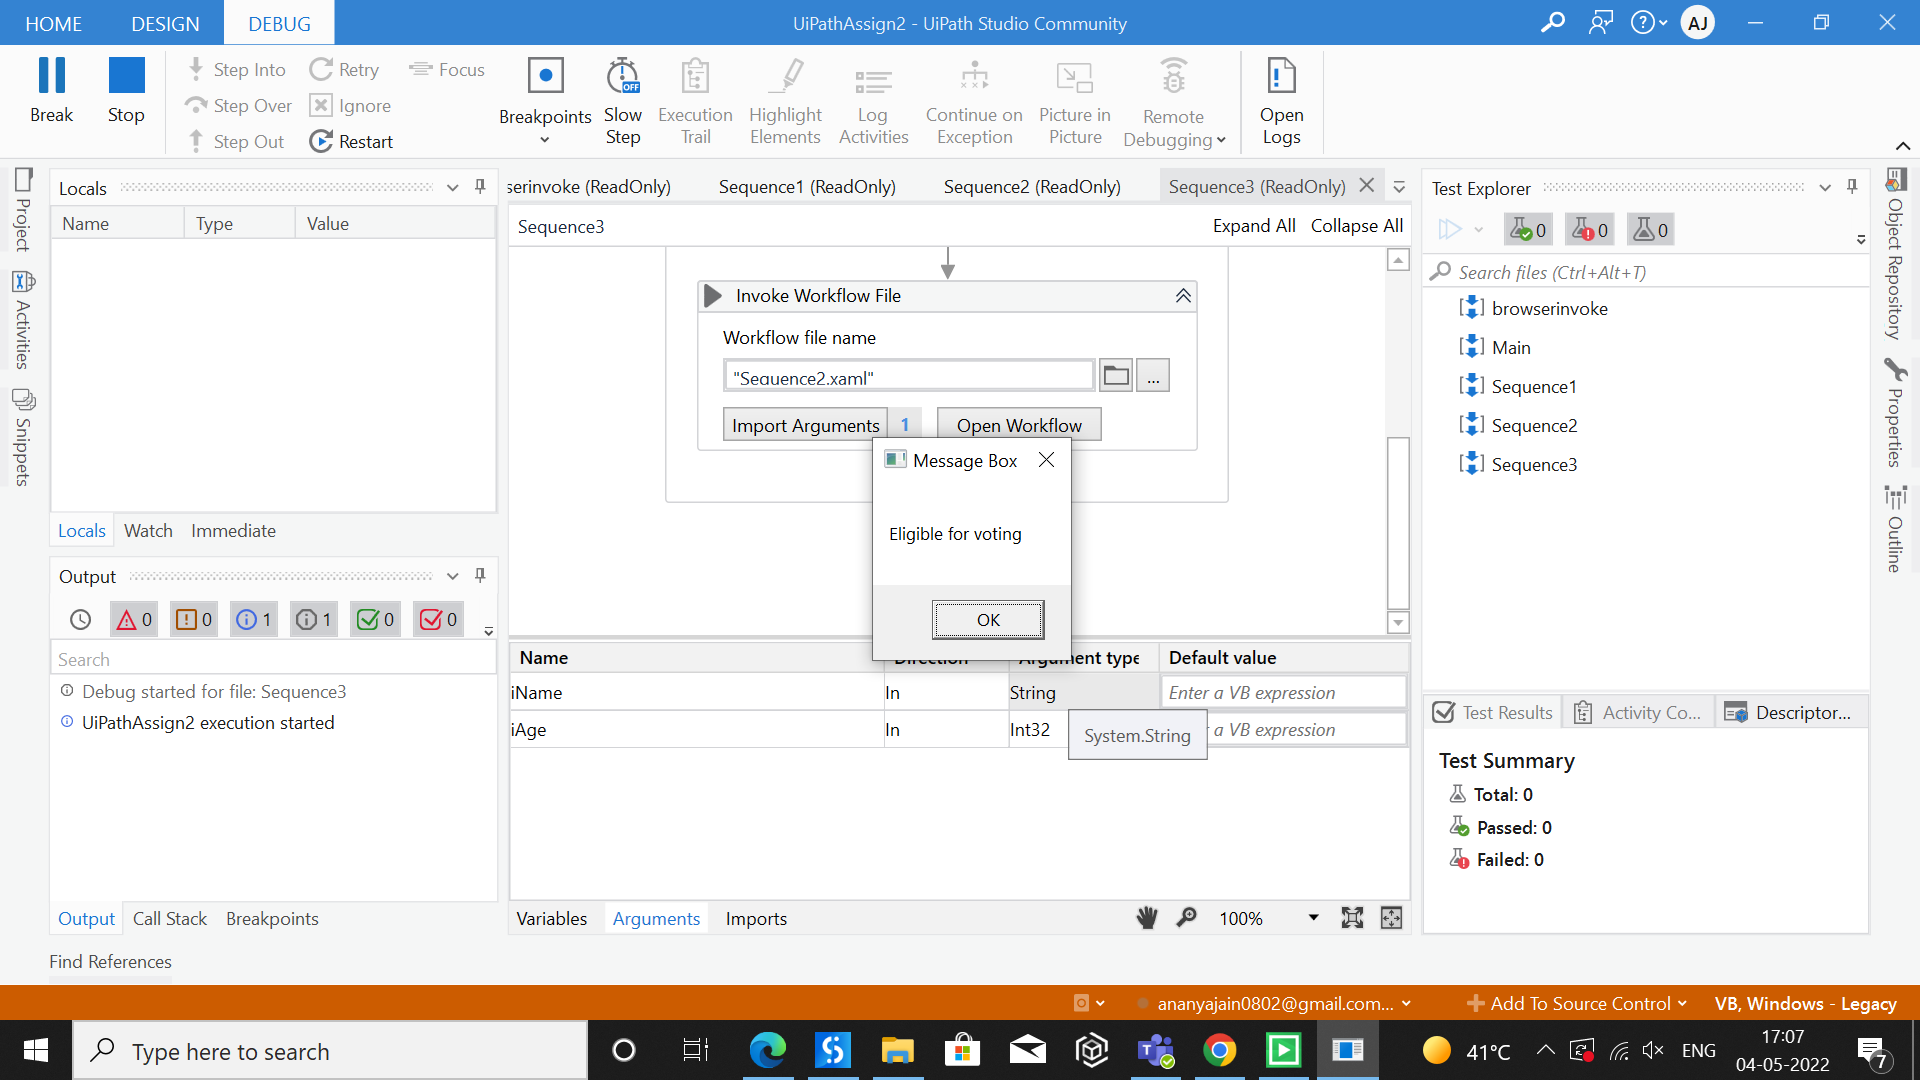 HOME DESIGN DEBUG UiPathAssign2 - UiPath Studio Community AJ
Break Stop
Step Into Retry Focus
Step Over Ignore
Step Out Restart
Breakpoints
Slow
Step
Execution
Trail
Highlight
Elements
Log
Activities
Continue on
Exception
Picture in
Picture
Remote
Debugging
Open
Logs
Project
Activities
Snippets
Locals
Name Type Value
Locals Watch Immediate
Output
0 0 1 1 0 0
Search
Debug started for file: Sequence3
UiPathAssign2 execution started
Output Call Stack Breakpoints
Find References
serinvoke (ReadOnly) Sequence1 (ReadOnly) Sequence2 (ReadOnly) Sequence3 (ReadOnly)
Sequence3 Expand All Collapse All
Invoke Workflow File
Workflow file name
"Sequence2.xaml" ...
Import Arguments 1 Open Workflow
Message Box
Eligible for voting
OK
Name Direction Argument type Default value
iName In String Enter a VB expression
iAge In Int32 a VB expression
System.String
Variables Arguments Imports 100%
Test Explorer
0 0 0
Search files (Ctrl+Alt+T)
browserinvoke
Main
Sequence1
Sequence2
Sequence3
Test Results Activity Co... Descriptor...
Test Summary
Total: 0
Passed: 0
Failed: 0
Object Repository
Properties
Outline
ananyajain0802@gmail.com... Add To Source Control VB, Windows - Legacy
Type here to search
41°C ENG
17:07
04-05-2022
7